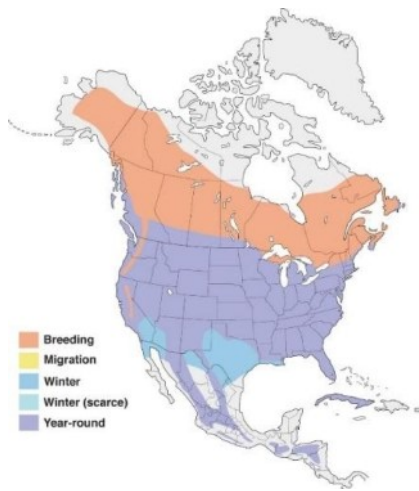 Breeding
Migration
Winter
Winter (scarce)
Year-round